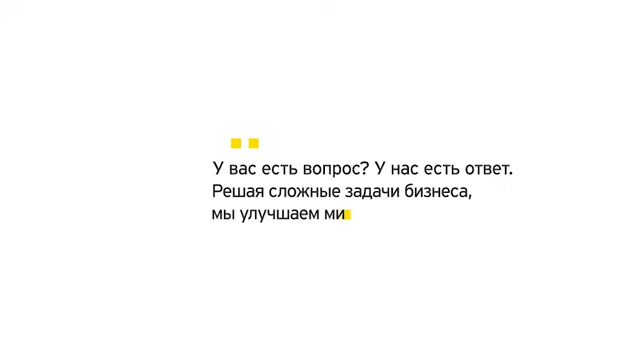 У вас есть вопрос? У нас есть ответ.
Решая сложные задачи бизнеса,
мы улучшаем ми